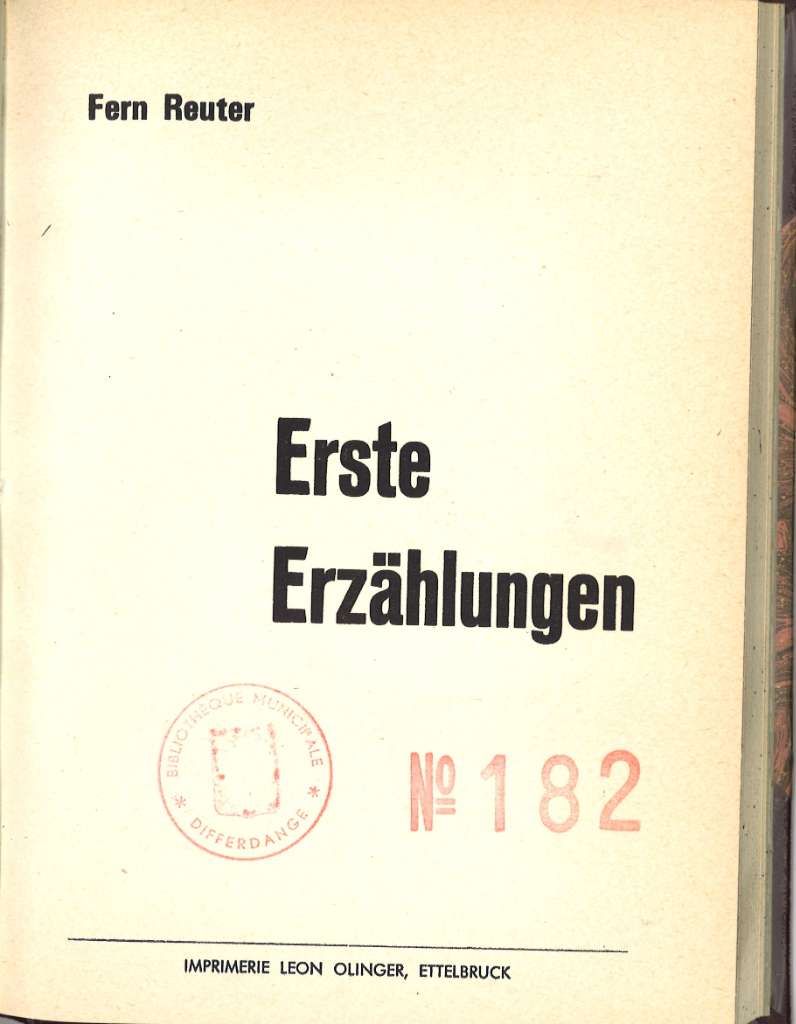 Fern Reuter
Erste
Erzählungen
BIBLIOTHÈQUE MUNICIPALE
* DIFFERDANGE *
Nº 182
IMPRIMERIE LEON OLINGER, ETTELBRUCK